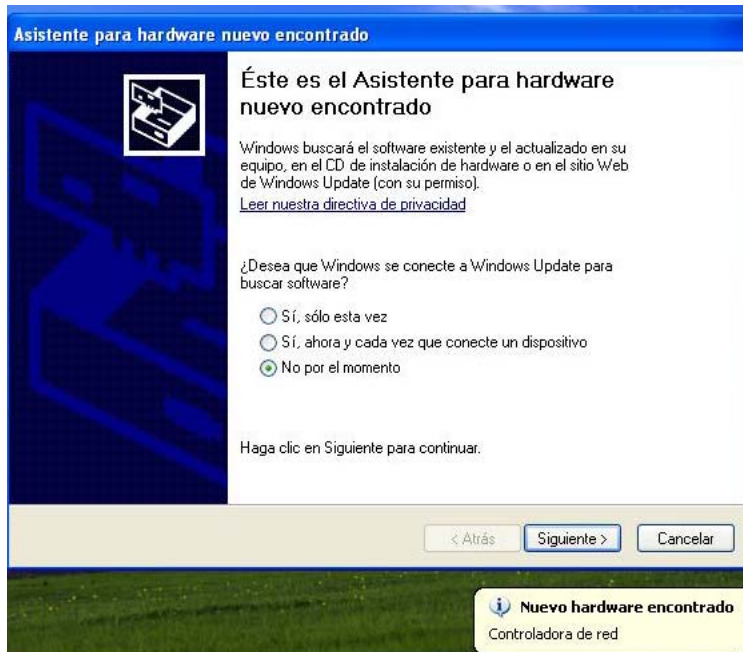 Asistente para hardware nuevo encontrado
Éste es el Asistente para hardware
nuevo encontrado
Windows buscará el software existente y el actualizado en su
equipo, en el CD de instalación de hardware o en el sitio Web
de Windows Update (con su permiso).
Leer nuestra directiva de privacidad
¿Desea que Windows se conecte a Windows Update para
buscar software?
Sí, sólo esta vez
Sí, ahora y cada vez que conecte un dispositivo
No por el momento
Haga clic en Siguiente para continuar.
< Atrás Siguiente > Cancelar
Nuevo hardware encontrado
Controladora de red